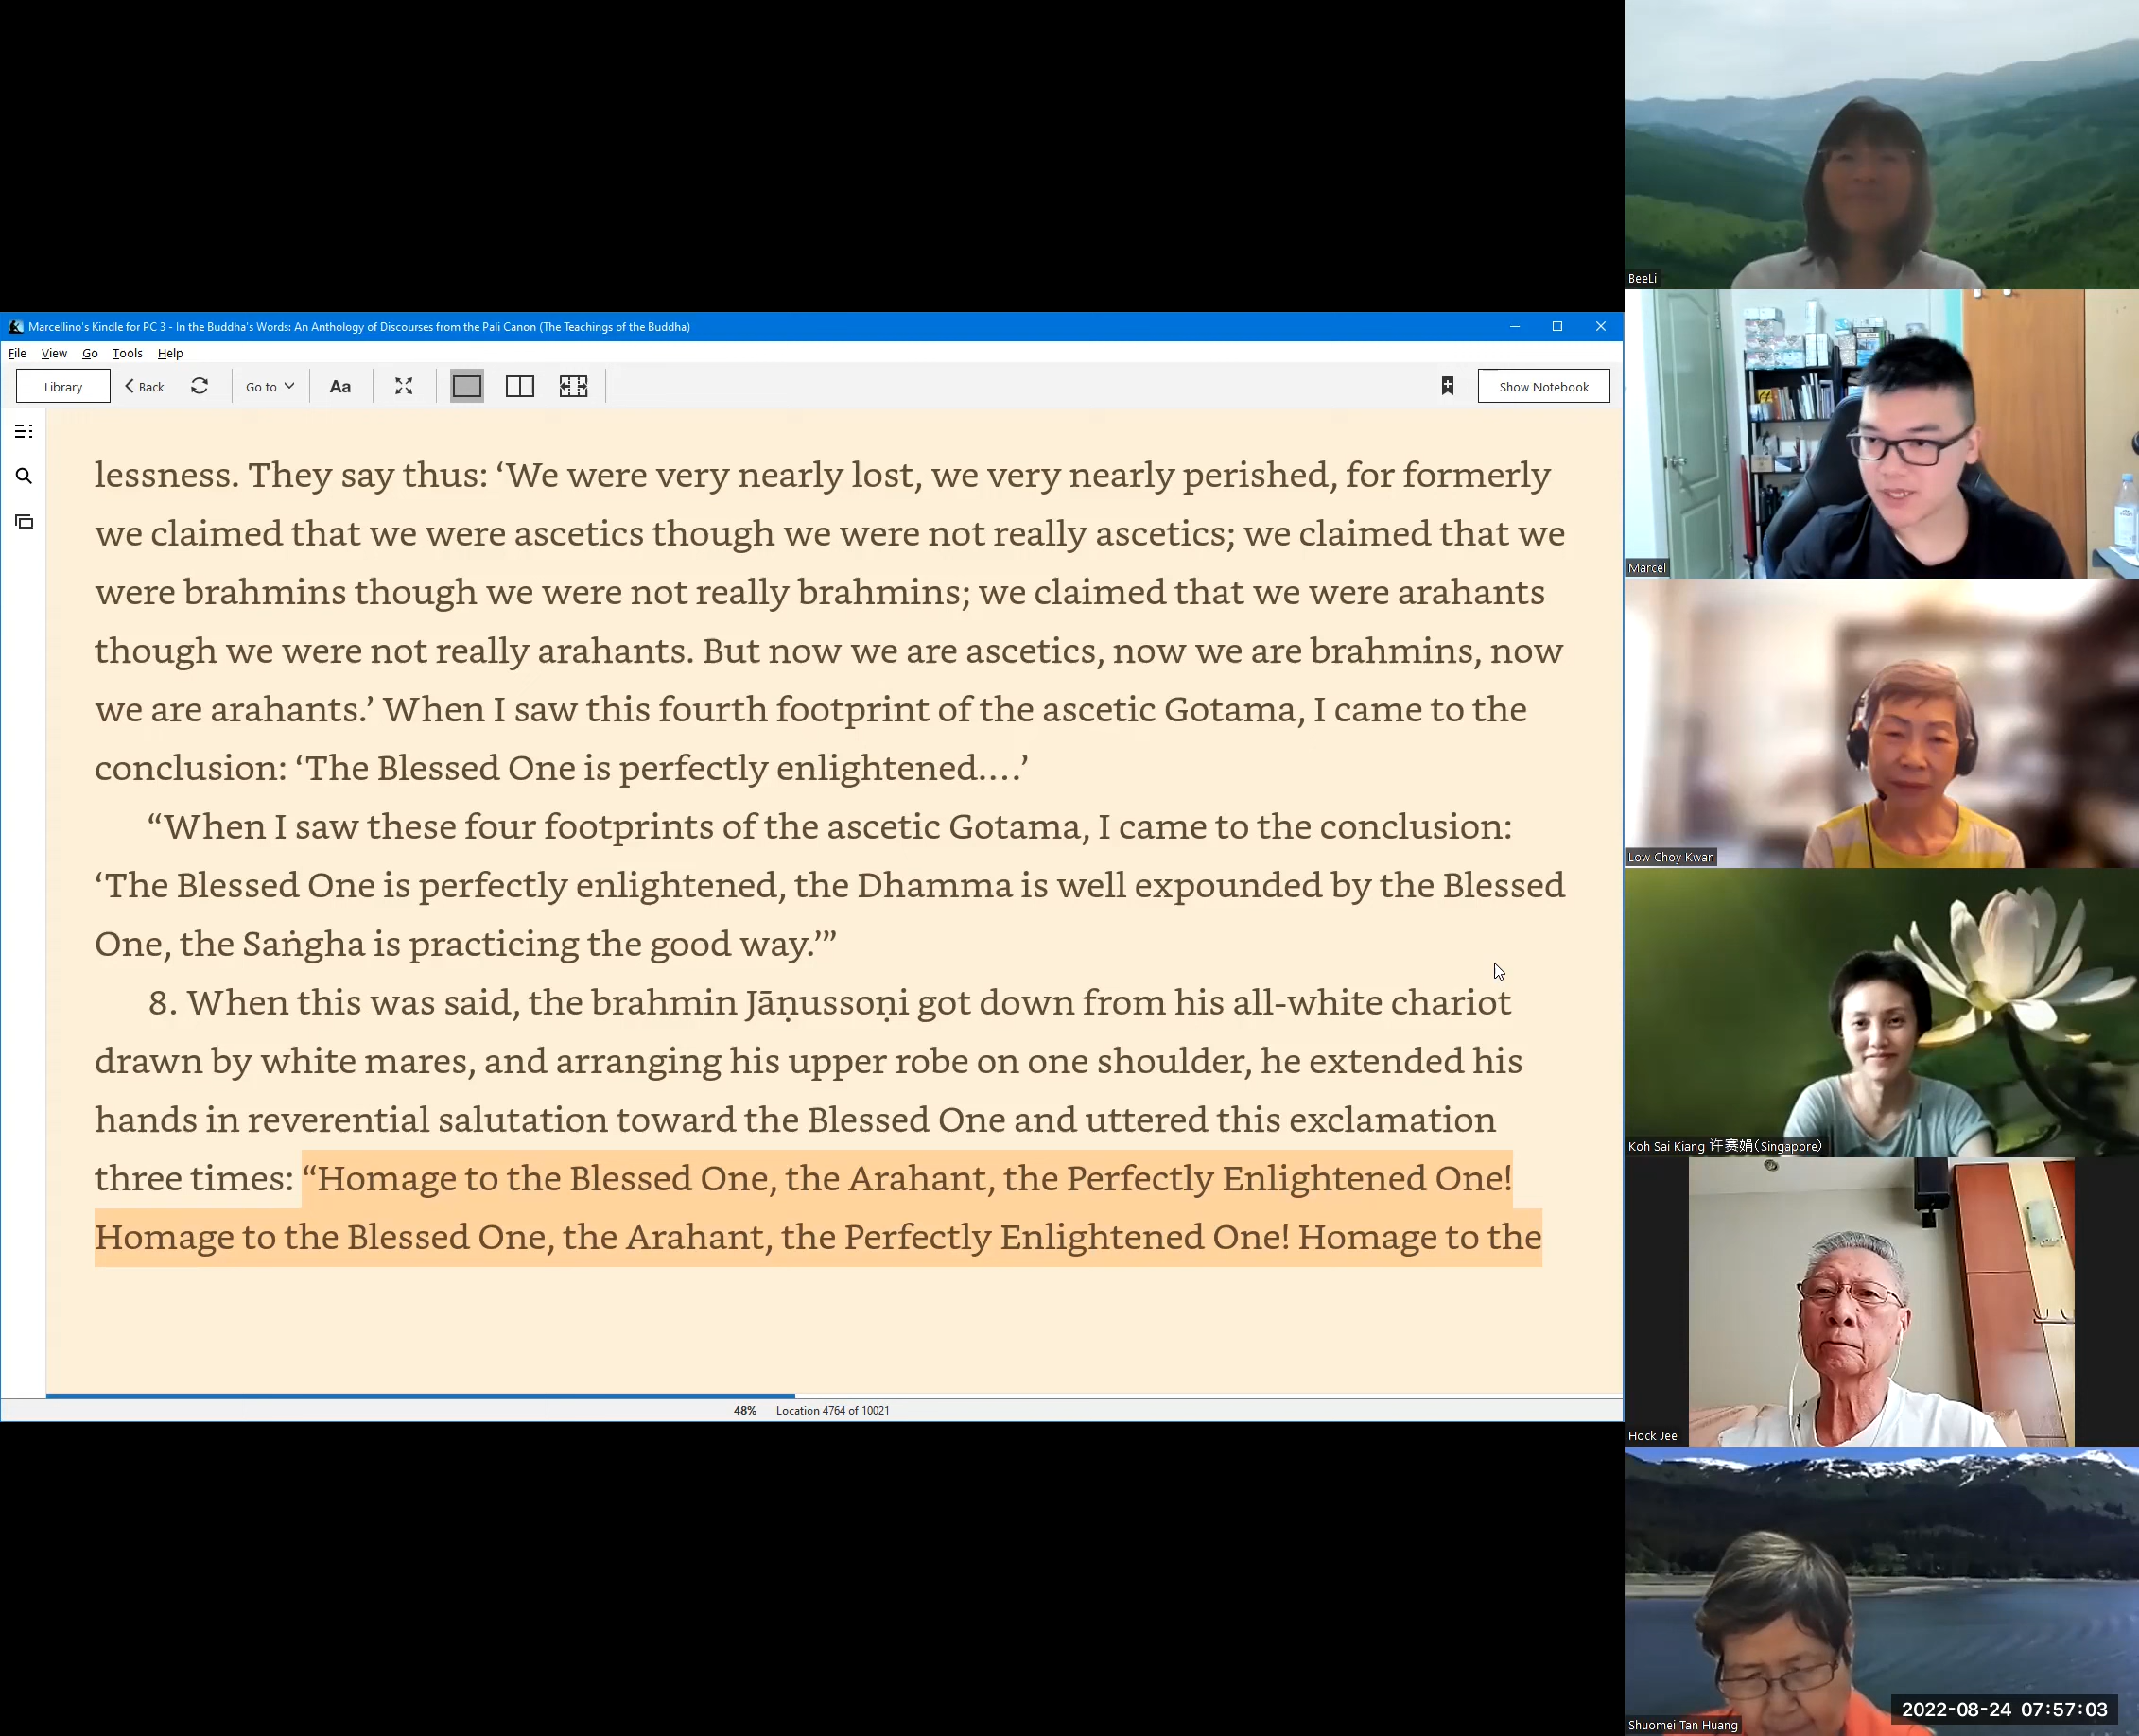 Marcellino's Kindle for PC 3 - In the Buddha's Words: An Anthology of Discourses from the Pali Canon (The Teachings of the Buddha)
File View Go Tools Help
Library Back Go to Aa Show Notebook
lessness. They say thus: ‘We were very nearly lost, we very nearly perished, for formerly
we claimed that we were ascetics though we were not really ascetics; we claimed that we
were brahmins though we were not really brahmins; we claimed that we were arahants
though we were not really arahants. But now we are ascetics, now we are brahmins, now
we are arahants.’ When I saw this fourth footprint of the ascetic Gotama, I came to the
conclusion: ‘The Blessed One is perfectly enlightened....’
“When I saw these four footprints of the ascetic Gotama, I came to the conclusion:
‘The Blessed One is perfectly enlightened, the Dhamma is well expounded by the Blessed
One, the Saṅgha is practicing the good way.’”
8. When this was said, the brahmin Jāṇussoṇi got down from his all-white chariot
drawn by white mares, and arranging his upper robe on one shoulder, he extended his
hands in reverential salutation toward the Blessed One and uttered this exclamation
three times: “Homage to the Blessed One, the Arahant, the Perfectly Enlightened One!
Homage to the Blessed One, the Arahant, the Perfectly Enlightened One! Homage to the
48% Location 4764 of 10021
BeeLi
Marcel
Low Choy Kwan
Koh Sai Kiang 许赛娟(Singapore)
Hock Jee
Shuomei Tan Huang
2022-08-24 07:57:03